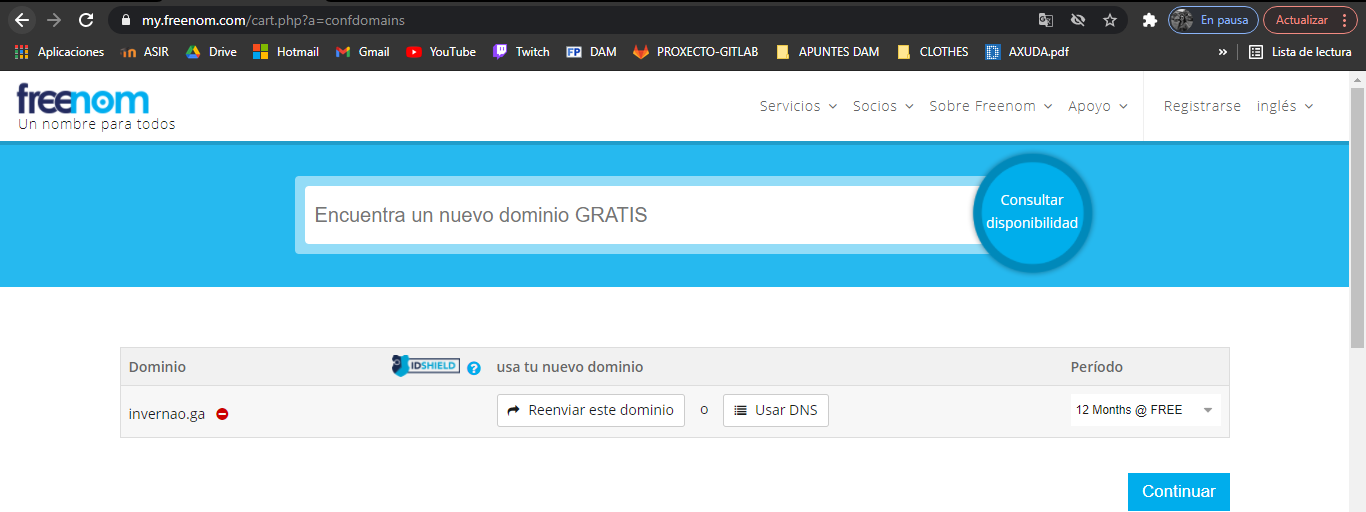 my.freenom.com/cart.php?a=confdomains
En pausa
Actualizar
Aplicaciones
ASIR
Drive
Hotmail
Gmail
YouTube
Twitch
FP DAM
PROXECTO-GITLAB
APUNTES DAM
CLOTHES
AXUDA.pdf
»
Lista de lectura
freenom
Un nombre para todos
Servicios
Socios
Sobre Freenom
Apoyo
Registrarse
inglés
Encuentra un nuevo dominio GRATIS
Consultar
disponibilidad
Dominio
IDSHIELD ?
usa tu nuevo dominio
Período
invernao.ga
Reenviar este dominio
o
Usar DNS
12 Months @ FREE
Continuar